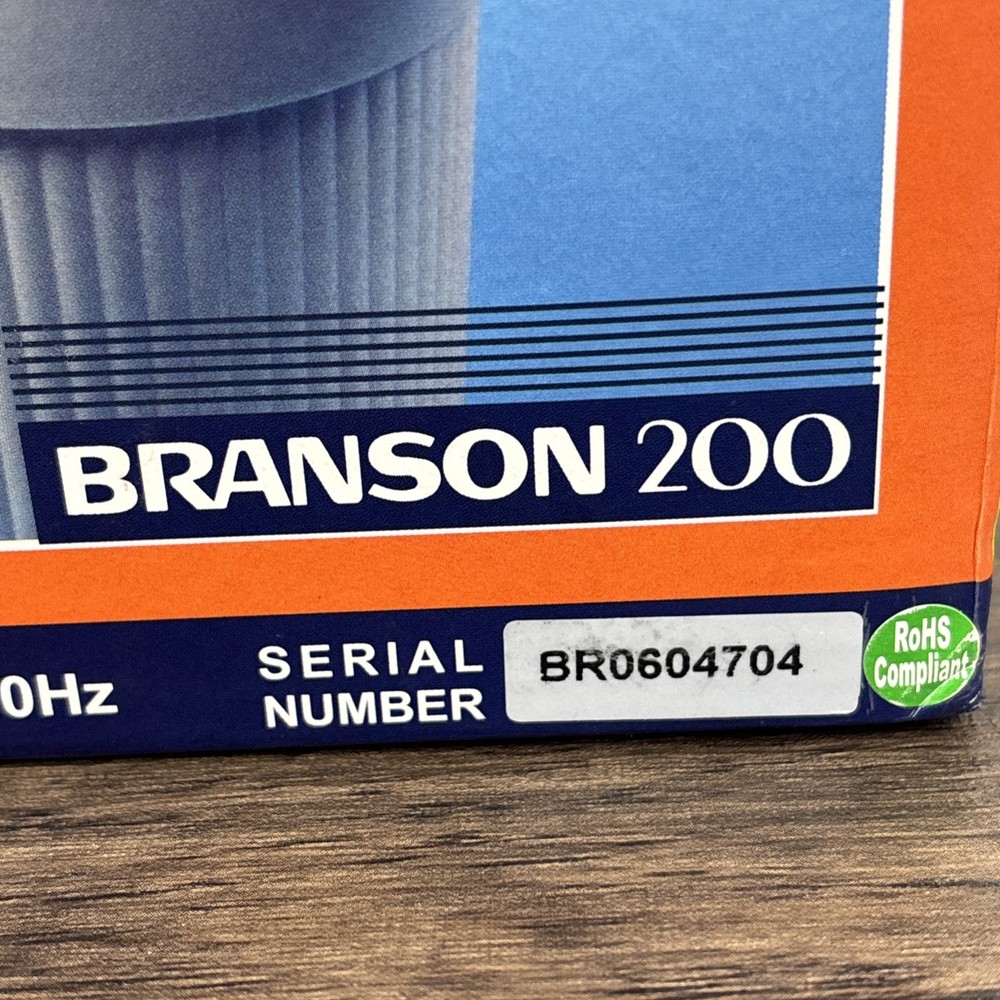 BRANSON 200
0Hz
SERIAL
NUMBER
BR0604704
RoHS
Compliant